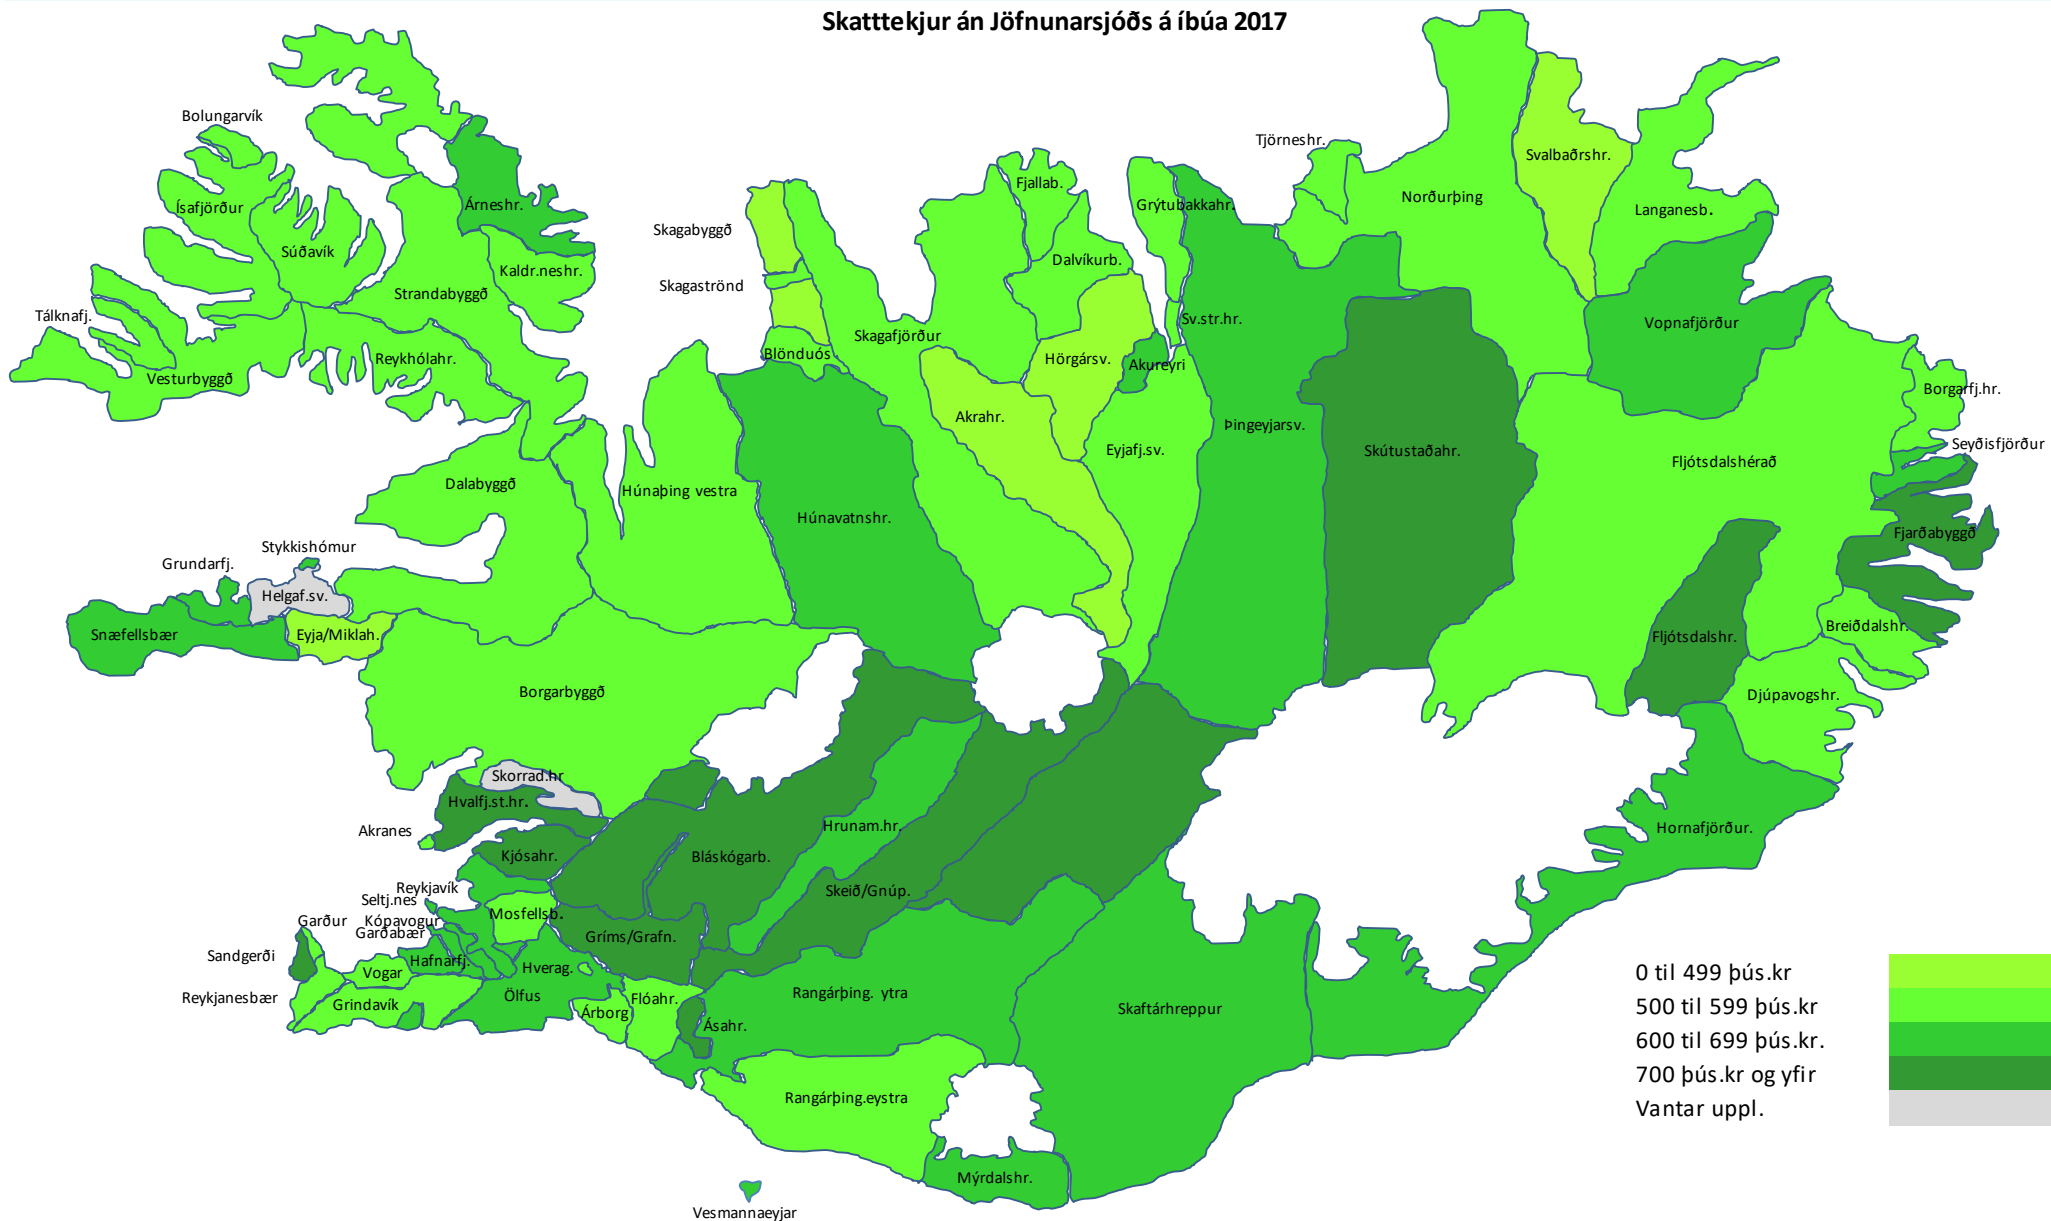 Skatttekjur án Jöfnunarsjóðs á íbúa 2017
Bolungarvík
Ísafjörður
Súðavík
Árneshr.
Kaldr.neshr.
Strandabyggð
Tálknafj.
Vesturbyggð
Reykhólahr.
Skagabyggð
Skagaströnd
Blönduós
Skagafjörður
Fjallab.
Dalvíkurb.
Grýtubakkahr.
Sv.str.hr.
Hörgársv.
Akureyri
Akrahr.
Eyjafj.sv.
Þingeyjarsv.
Tjörneshr.
Norðurþing
Svalbaðrshr.
Langanesb.
Vopnafjörður
Skútustaðahr.
Borgarfj.hr.
Seyðisfjörður
Fljótsdalshérað
Fjarðabyggð
Fljótsdalshr.
Breiðdalshr.
Djúpavogshr.
Hornafjörður.
Dalabyggð
Húnaþing vestra
Húnavatnshr.
Stykkishómur
Grundarfj.
Helgaf.sv.
Snæfellsbær
Eyja/Miklah.
Borgarbyggð
Skorrad.hr
Hvalfj.st.hr.
Akranes
Kjósahr.
Bláskógarb.
Hrunam.hr.
Skeið/Gnúp.
Reykjavík
Seltj.nes
Mosfellsb.
Kópavogur
Garðabær
Garður
Sandgerði
Hafnarfj.
Vogar
Reykjanesbær
Grindavík
Gríms/Grafn.
Hverag.
Ölfus
Árborg
Flóahr.
Ásahr.
Rangárþing. ytra
Skaftárhreppur
Rangárþing.eystra
Mýrdalshr.
Vesmannaeyjar
0 til 499 þús.kr
500 til 599 þús.kr
600 til 699 þús.kr.
700 þús.kr og yfir
Vantar uppl.